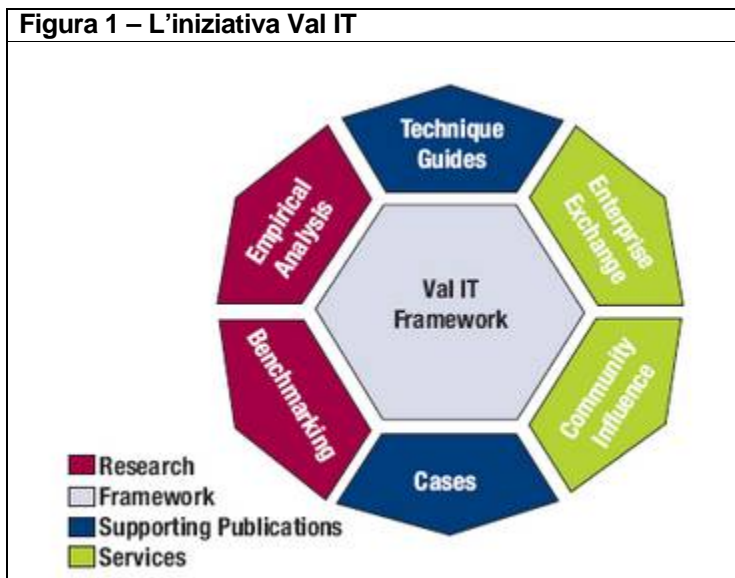 Figura 1 – L'iniziativa Val IT
Technique
Guides
Empirical
Analysis
Enterprise
Exchange
Val IT
Framework
Benchmarking
Community
Influence
Cases
Research
Framework
Supporting Publications
Services